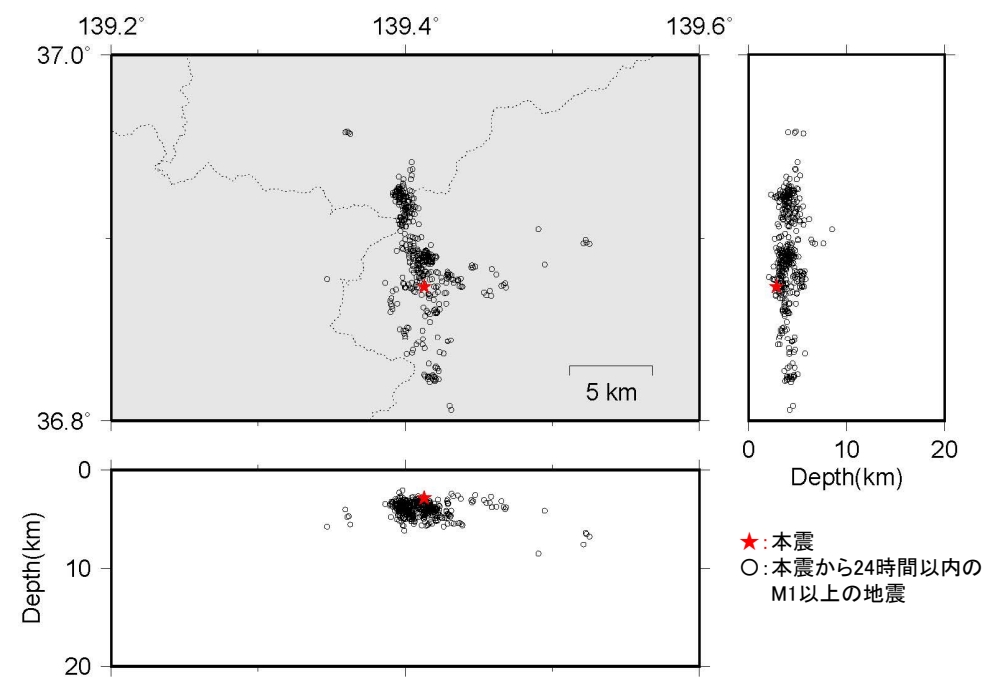 139.2°
139.4°
139.6°
37.0°
36.8°
5 km
0
10
20
Depth(km)
0
10
20
Depth(km)
★:本震
○:本震から24時間以内の
M1以上の地震